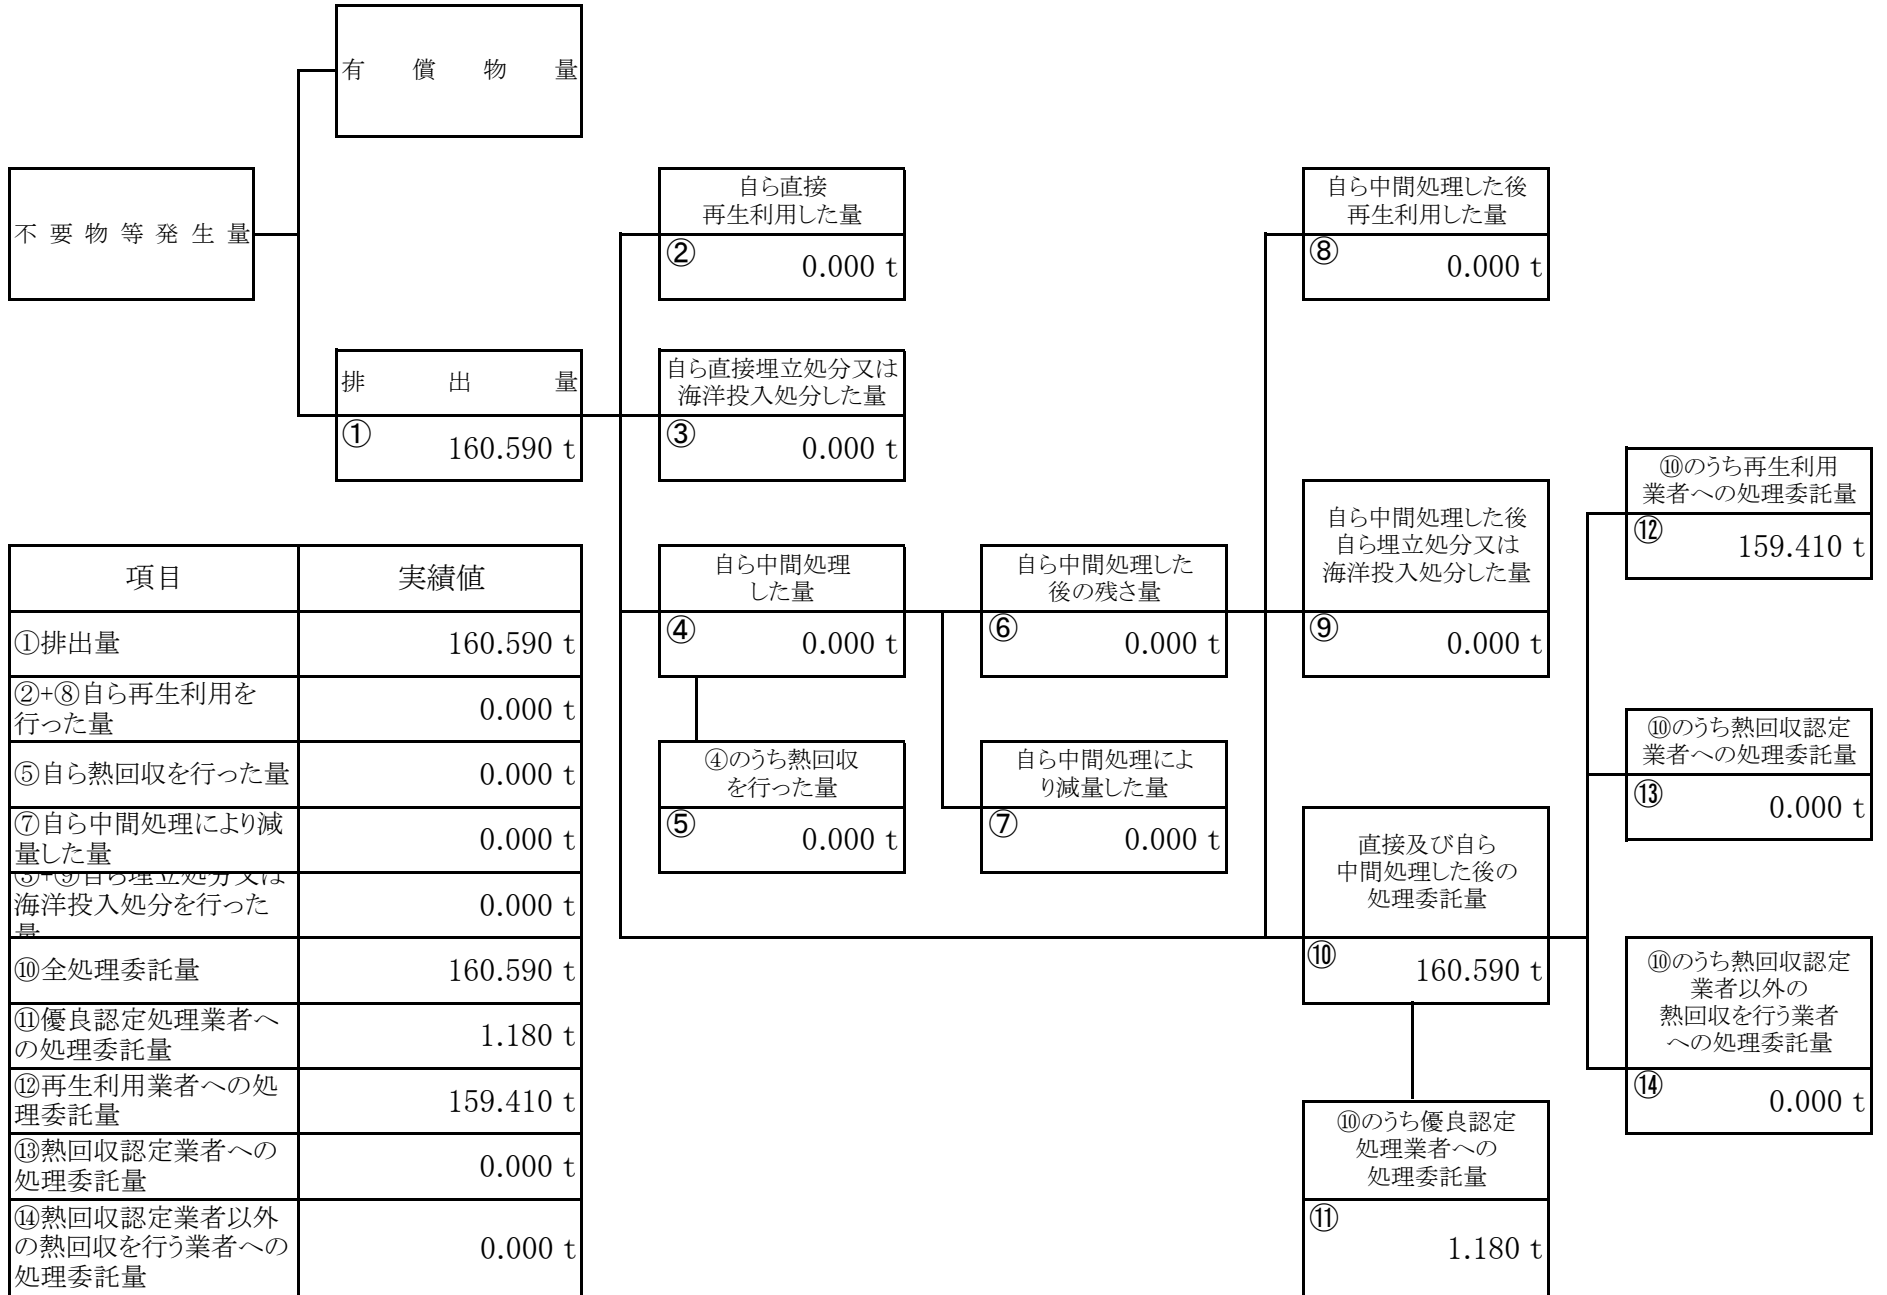 有償物量
不要物等発生量
自ら直接
再生利用した量
②
0.000 t
自ら中間処理した後
再生利用した量
⑧
0.000 t
排出量
①
160.590 t
自ら直接埋立処分又は
海洋投入処分した量
③
0.000 t
⑩のうち再生利用
業者への処理委託量
⑫
159.410 t
自ら中間処理した後
自ら埋立処分又は
海洋投入処分した量
⑨
0.000 t
自ら中間処理
した量
④
0.000 t
自ら中間処理した
後の残さ量
⑥
0.000 t
⑩のうち熱回収認定
業者への処理委託量
⑬
0.000 t
④のうち熱回収
を行った量
⑤
0.000 t
自ら中間処理によ
り減量した量
⑦
0.000 t
直接及び自ら
中間処理した後の
処理委託量
⑩
160.590 t
⑩のうち熱回収認定
業者以外の
熱回収を行う業者
への処理委託量
⑭
0.000 t
⑩のうち優良認定
処理業者への
処理委託量
⑪
1.180 t
項目 実績値
①排出量 160.590 t
②+⑧自ら再生利用を
行った量 0.000 t
⑤自ら熱回収を行った量 0.000 t
⑦自ら中間処理により減
量した量 0.000 t
③+⑨自ら埋立処分又は
海洋投入処分を行った
量 0.000 t
⑩全処理委託量 160.590 t
⑪優良認定処理業者へ
の処理委託量 1.180 t
⑫再生利用業者への処
理委託量 159.410 t
⑬熱回収認定業者への
処理委託量 0.000 t
⑭熱回収認定業者以外
の熱回収を行う業者への
処理委託量 0.000 t